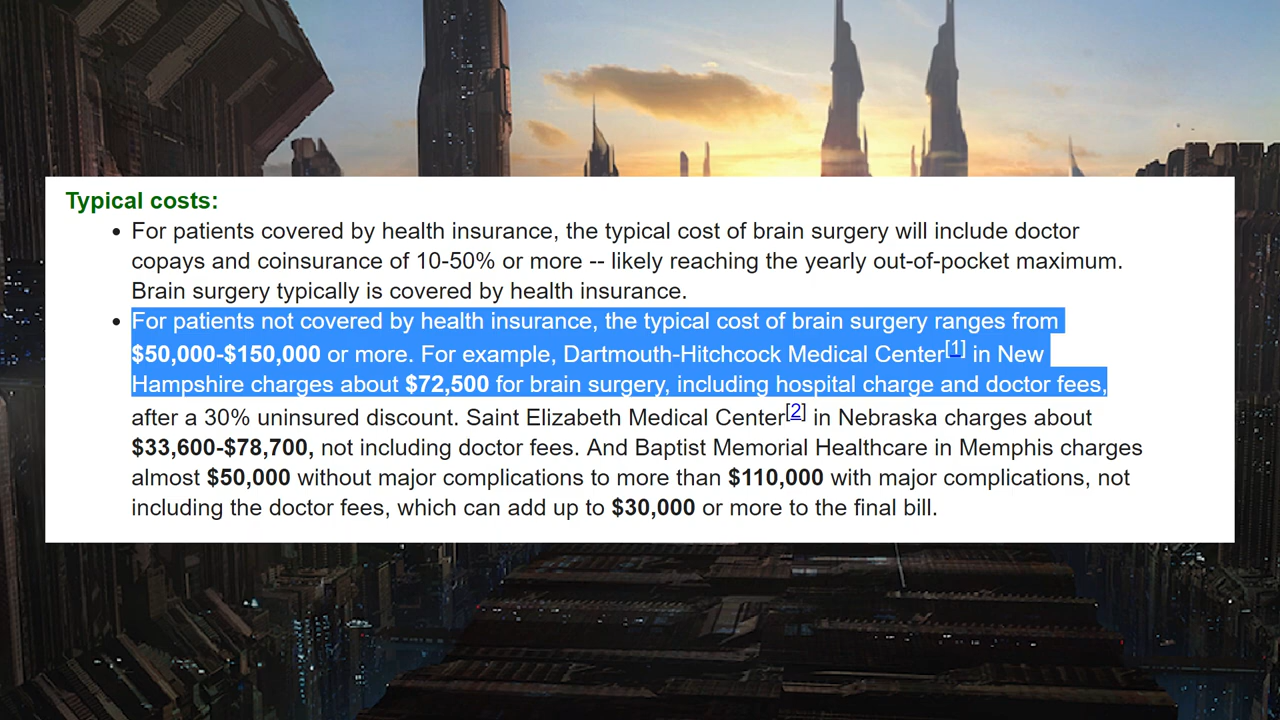 Typical costs:
For patients covered by health insurance, the typical cost of brain surgery will include doctor
copays and coinsurance of 10-50% or more -- likely reaching the yearly out-of-pocket maximum.
Brain surgery typically is covered by health insurance.
For patients not covered by health insurance, the typical cost of brain surgery ranges from
$50,000-$150,000 or more. For example, Dartmouth-Hitchcock Medical Center[1] in New
Hampshire charges about $72,500 for brain surgery, including hospital charge and doctor fees,
after a 30% uninsured discount. Saint Elizabeth Medical Center[2] in Nebraska charges about
$33,600-$78,700, not including doctor fees. And Baptist Memorial Healthcare in Memphis charges
almost $50,000 without major complications to more than $110,000 with major complications, not
including the doctor fees, which can add up to $30,000 or more to the final bill.